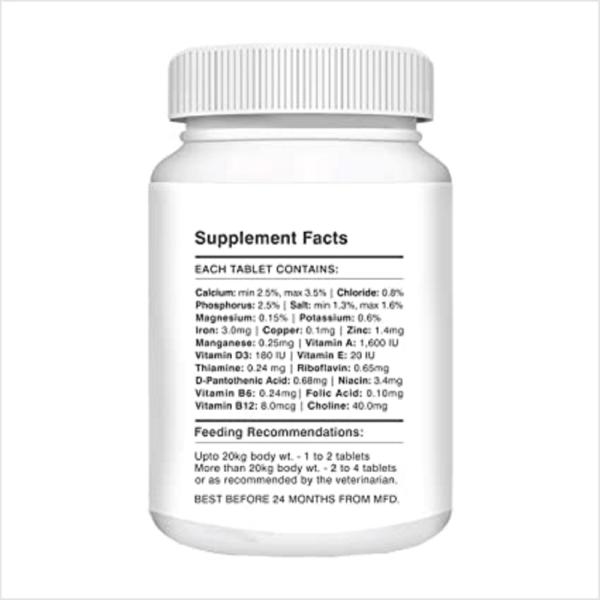 Supplement Facts
EACH TABLET CONTAINS:
Calcium: min 2.5%, max 3.5% | Chloride: 0.8%
Phosphorus: 2.5% | Salt: min 1.3%, max 1.6%
Magnesium: 0.15% | Potassium: 0.6%
Iron: 3.0mg | Copper: 0.1mg | Zinc: 1.4mg
Manganese: 0.25mg | Vitamin A: 1,600 IU
Vitamin D3: 180 IU | Vitamin E: 20 IU
Thiamine: 0.24 mg | Riboflavin: 0.65mg
D-Pantothenic Acid: 0.68mg | Niacin: 3.4mg
Vitamin B6: 0.24mg | Folic Acid: 0.10mg
Vitamin B12: 8.0mcg | Choline: 40.0mg
Feeding Recommendations:
Upto 20kg body wt. - 1 to 2 tablets
More than 20kg body wt. - 2 to 4 tablets
or as recommended by the veterinarian.
BEST BEFORE 24 MONTHS FROM MFD.